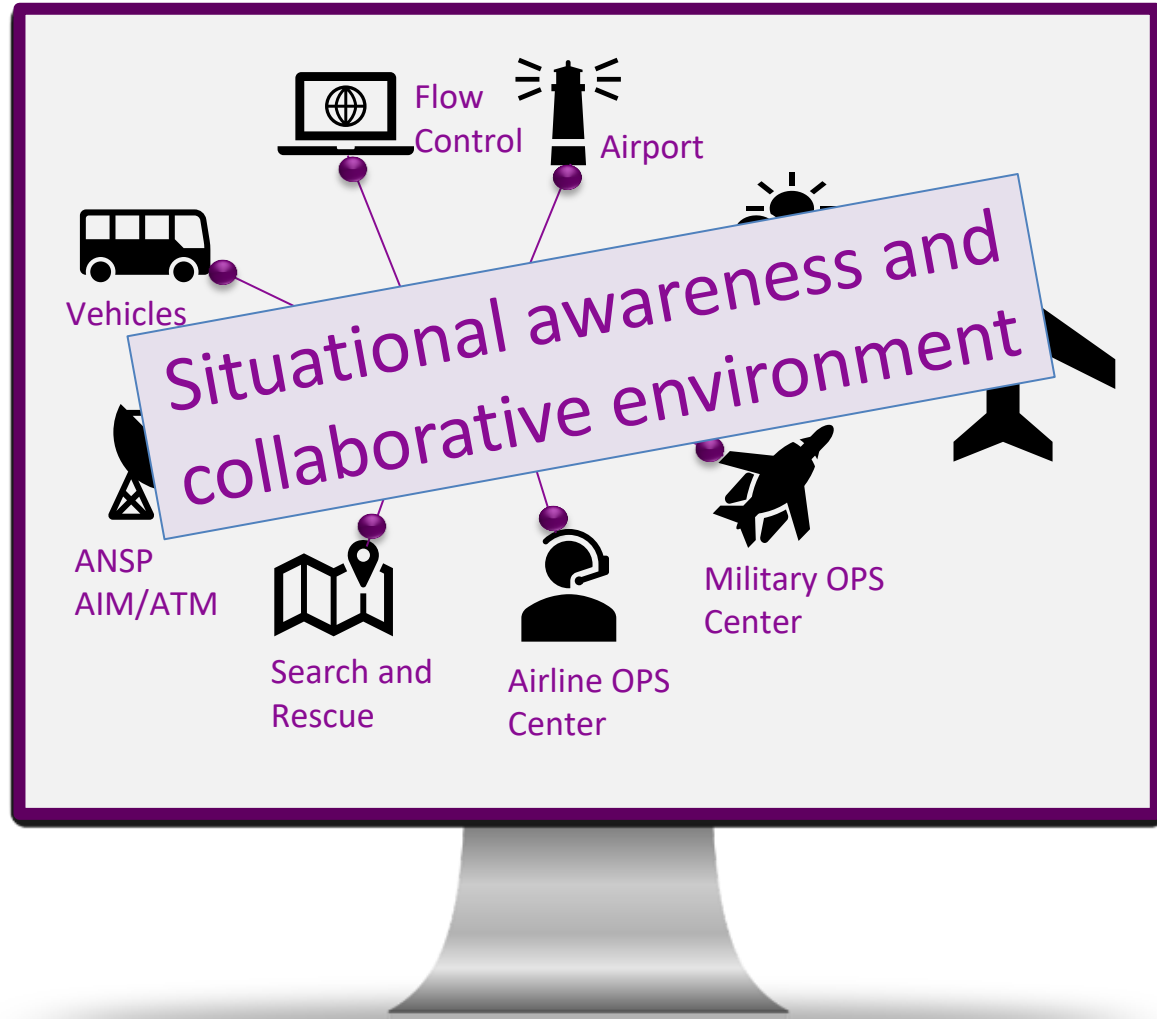 Flow
Control
Airport
Vehicles
Situational awareness and
collaborative environment
ANSP
AIM/ATM
Search and
Rescue
Airline OPS
Center
Military OPS
Center